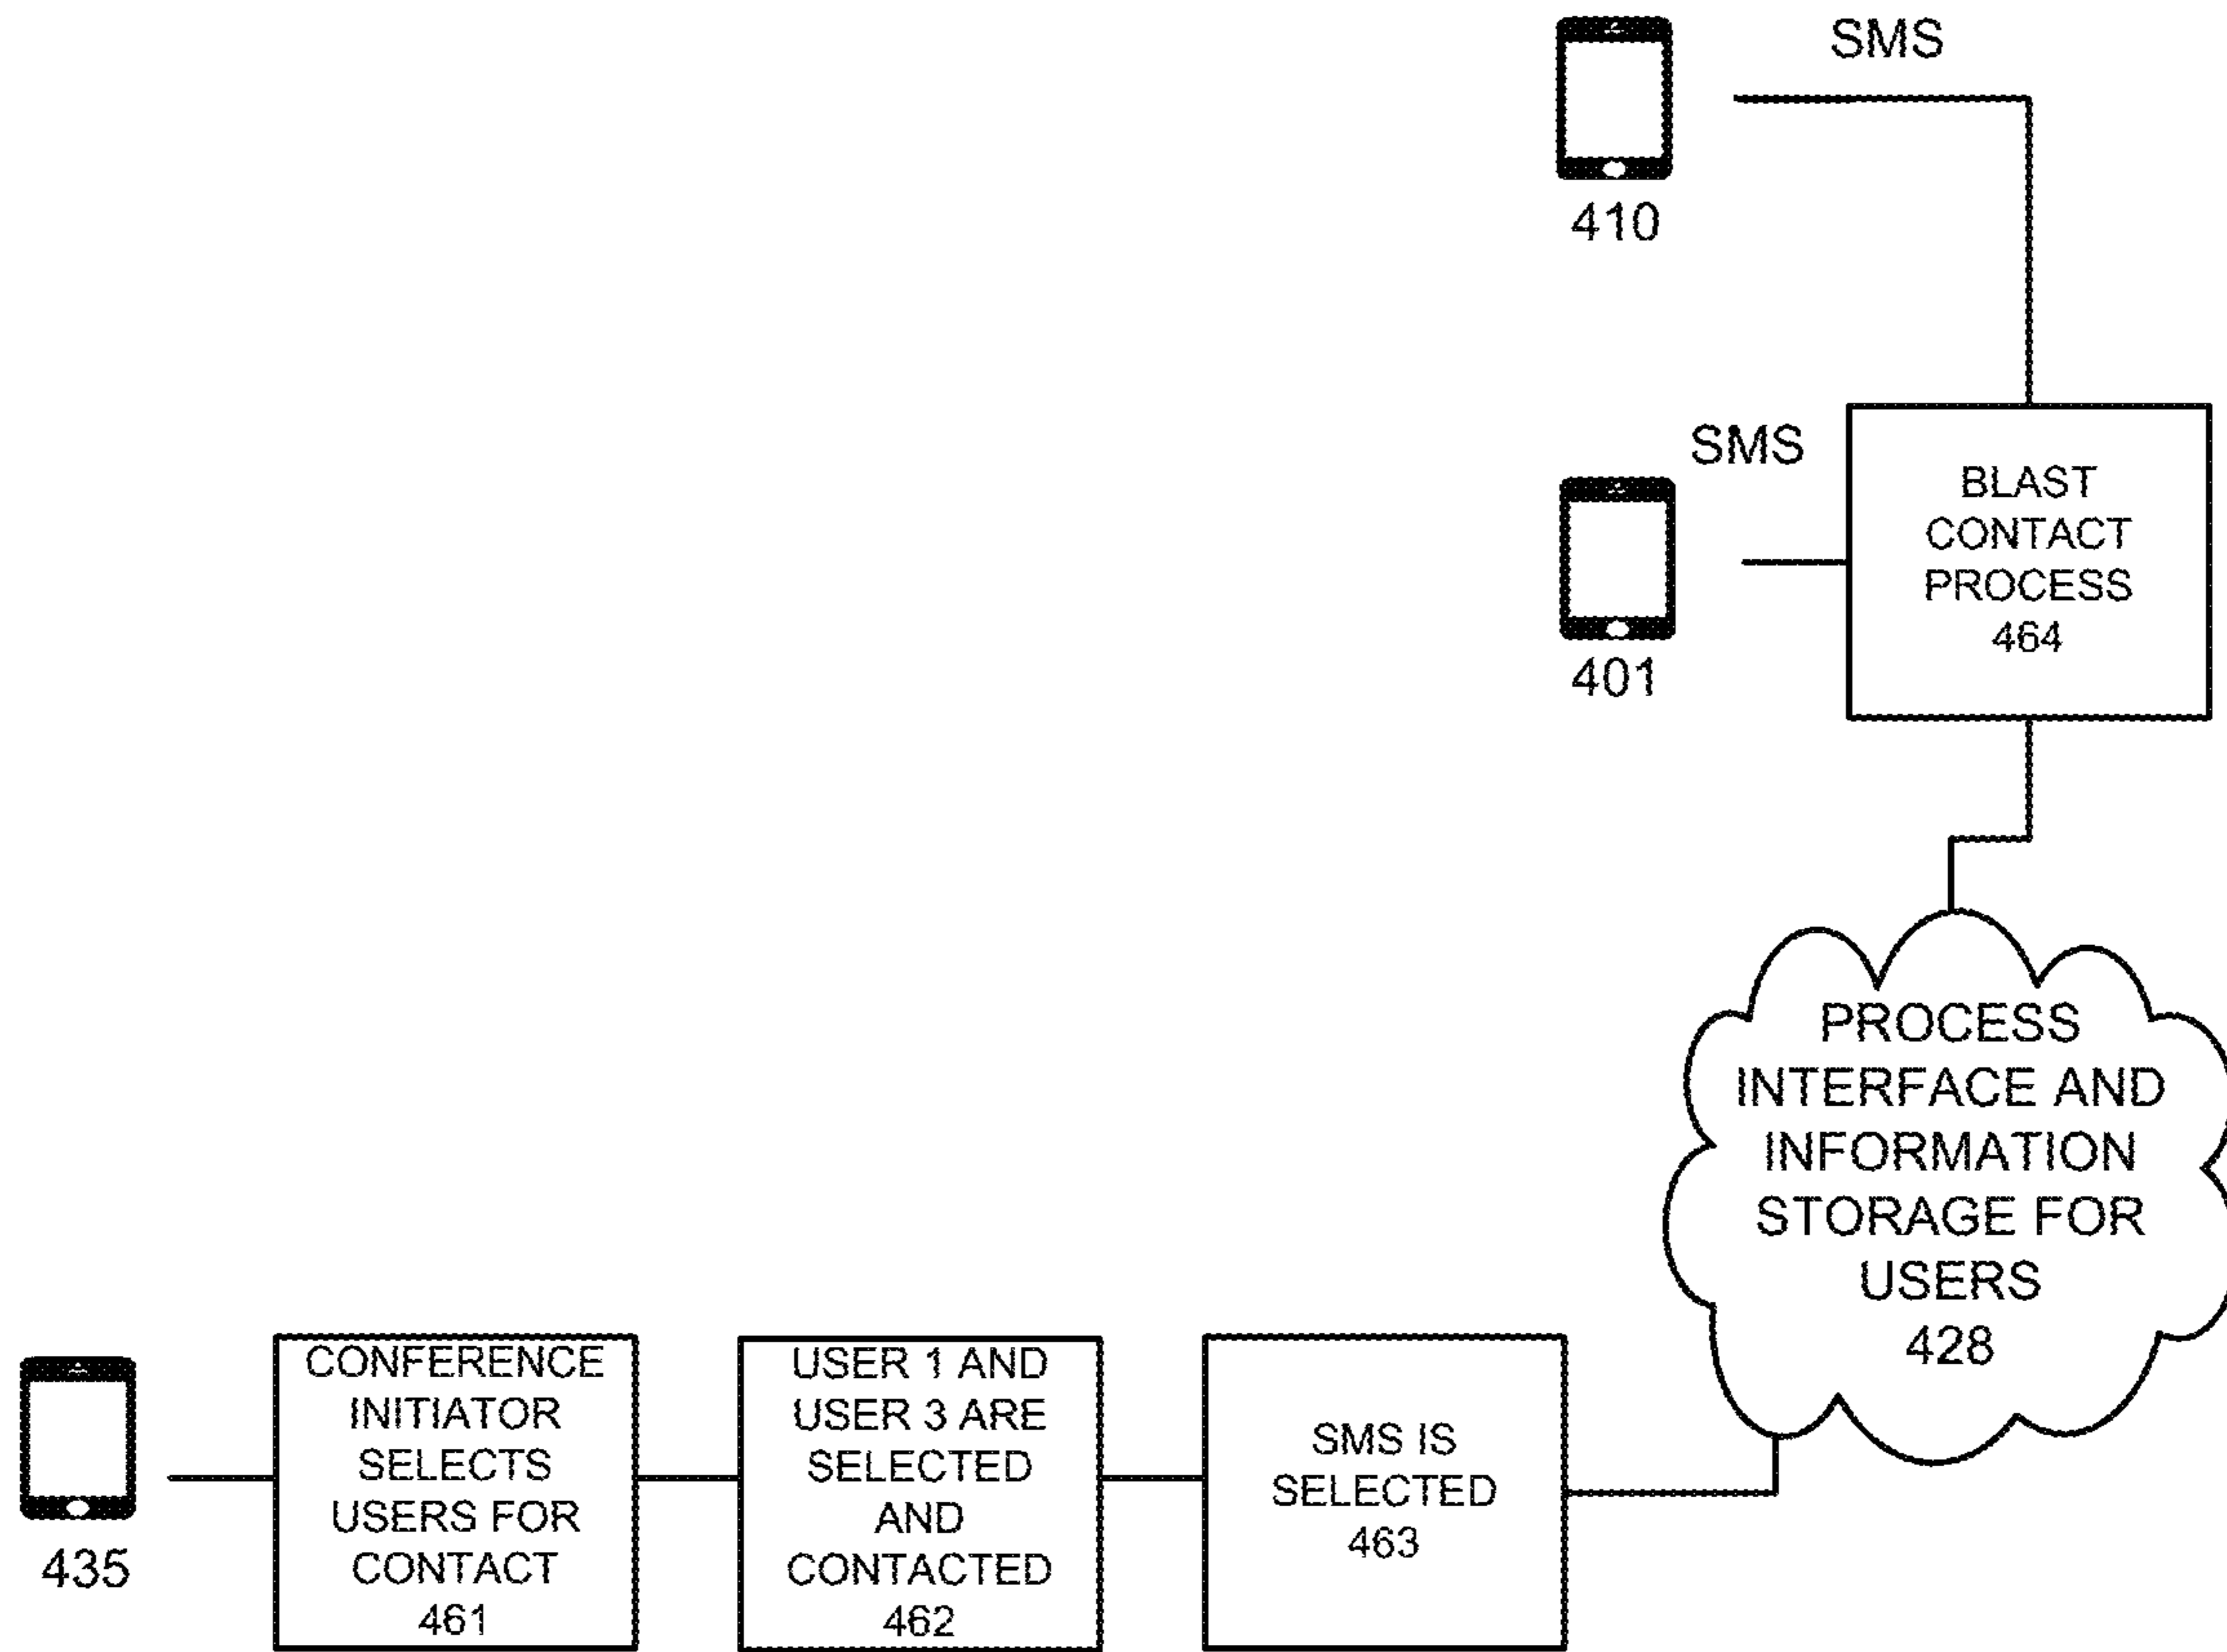 SMS
410
SMS
401
BLAST
CONTACT
PROCESS
464
PROCESS
INTERFACE AND
INFORMATION
STORAGE FOR
USERS
428
435
CONFERENCE
INITIATOR
SELECTS
USERS FOR
CONTACT
461
USER 1 AND
USER 3 ARE
SELECTED
AND
CONTACTED
462
SMS IS
SELECTED
463